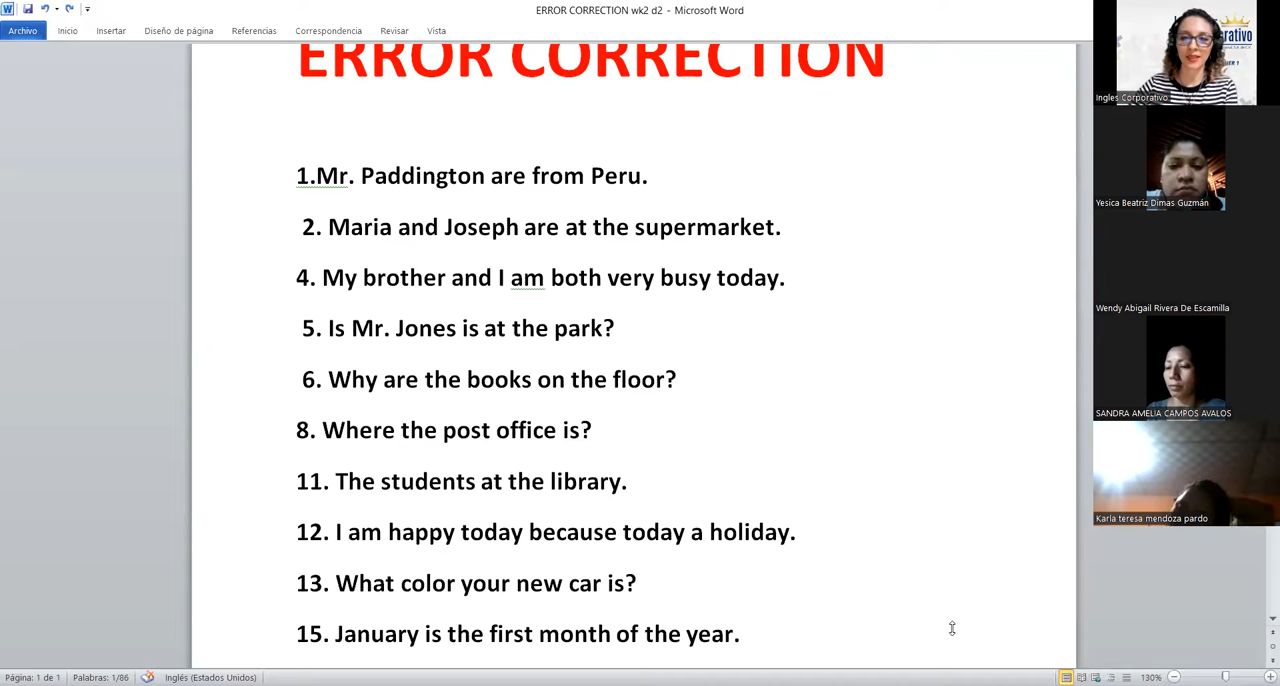 ERROR CORRECTION wk2 d2 - Microsoft Word
Archivo Inicio Insertar Diseño de página Referencias Correspondencia Revisar Vista
ERROR CORRECTION
1.Mr. Paddington are from Peru.
2. Maria and Joseph are at the supermarket.
4. My brother and I am both very busy today.
5. Is Mr. Jones is at the park?
6. Why are the books on the floor?
8. Where the post office is?
11. The students at the library.
12. I am happy today because today a holiday.
13. What color your new car is?
15. January is the first month of the year.
Página: 1 de 1 Palabras: 1/86 Inglés (Estados Unidos) 130%
Ingles Corporativo
Yesica Beatriz Dimas Guzmán
Wendy Abigail Rivera De Escamilla
SANDRA AMELIA CAMPOS AVALOS
Karla teresa mendoza pardo